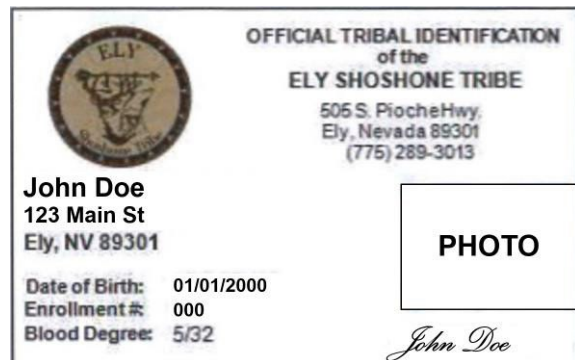 ELY
Shoshone Tribe
OFFICIAL TRIBAL IDENTIFICATION
of the
ELY SHOSHONE TRIBE
505 S. Pioche Hwy.
Ely, Nevada 89301
(775) 289-3013
John Doe
123 Main St
Ely, NV 89301
PHOTO
Date of Birth: 01/01/2000
Enrollment #: 000
Blood Degree: 5/32
John Doe